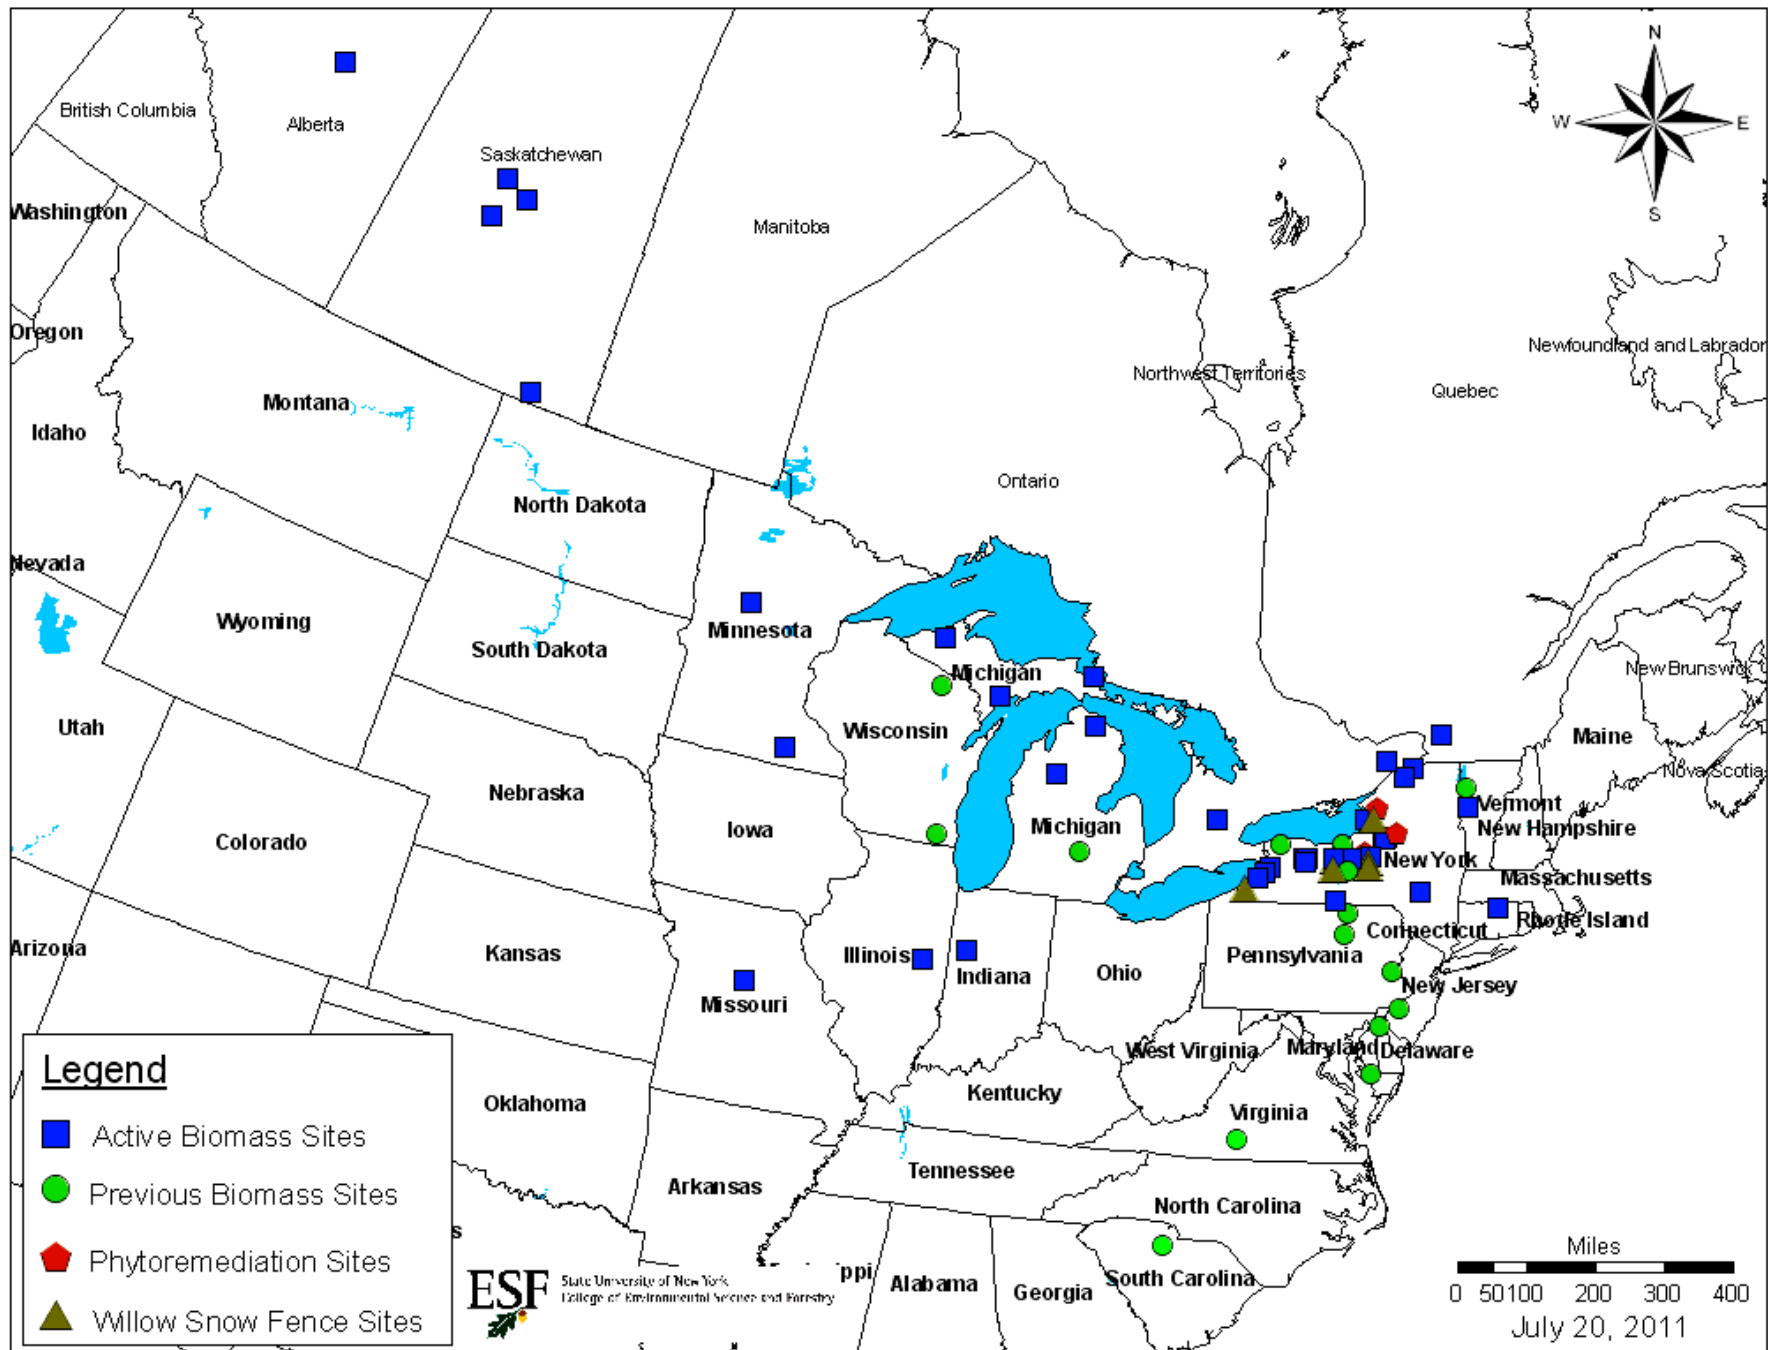 N
W
E
S
British Columbia
Alberta
Saskatchewan
Manitoba
Washington
Oregon
Montana
Idaho
Newfoundland and Labrador
Northwest Territories
Quebec
Ontario
North Dakota
Nevada
Wyoming
Minnesota
South Dakota
Michigan
New Brunswick
Utah
Wisconsin
Maine
Nova Scotia
Nebraska
Iowa
Colorado
Michigan
Vermont
New Hampshire
New York
Massachusetts
Rhode Island
Connecticut
Arizona
Kansas
Illinois
Indiana
Ohio
Pennsylvania
New Jersey
Missouri
West Virginia
Maryland
Delaware
Kentucky
Virginia
Oklahoma
Tennessee
Arkansas
North Carolina
s
ppi
Alabama
Georgia
South Carolina
Legend
Active Biomass Sites
Previous Biomass Sites
Phytoremediation Sites
Willow Snow Fence Sites
ESF
State University of New York
College of Environmental Science and Forestry
Miles
0 50 100 200 300 400
July 20, 2011